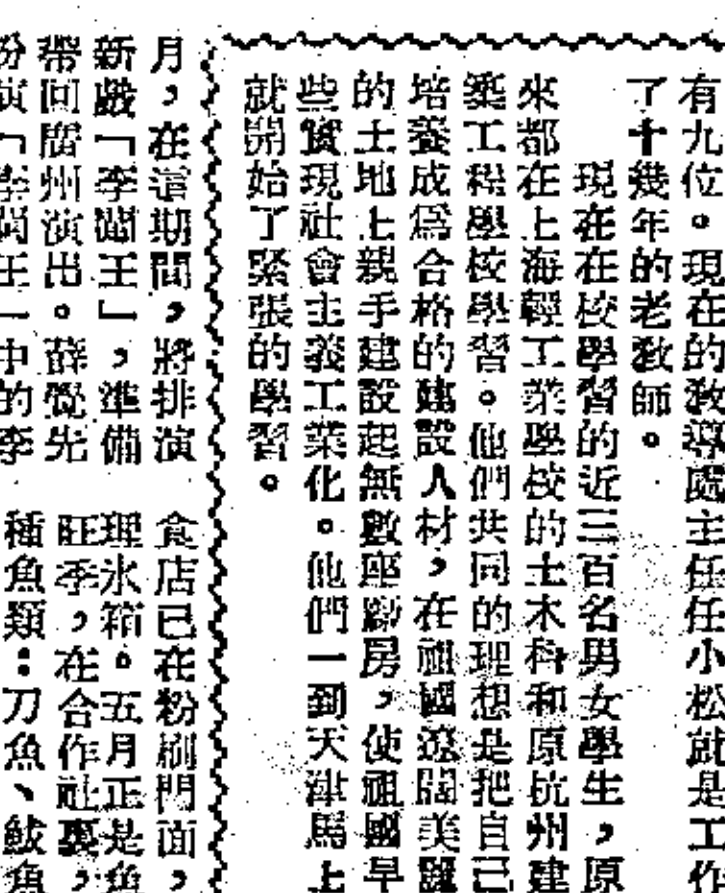 有九位。現在的教導處主任任小松就是工作
了十幾年的老教師。
現在在校學習的近三百名男女學生，原
來都在上海輕工業學校的土木科和原杭州建
築工程學校學習。他們共同的理想是把自己
培養成爲合格的建設人材，在祖國遼闊美麗
的土地上親手建設起無數座廠房，使祖國早
些實現社會主義工業化。他們一到天津馬上
就開始了緊張的學習。
月，在這期間，將排演
新戲「李闖王」，準備
帶回廣州演出。薛覺先
扮演「李闖王」中的李
食店已在粉刷門面，
理氷箱。五月正是魚
旺季，在合作社裏，
種魚類：刀魚、鮁魚